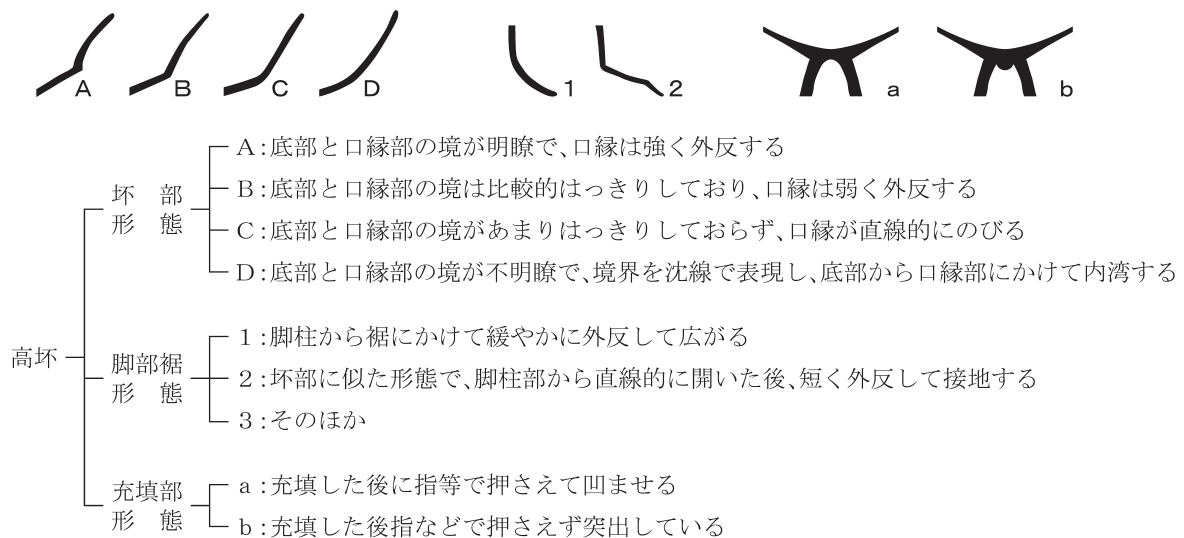 A B C D 1 2 a b
A:底部と口縁部の境が明瞭で、口縁は強く外反する
坏部
形態
B:底部と口縁部の境は比較的はっきりしており、口縁は弱く外反する
C:底部と口縁部の境があまりはっきりしておらず、口縁が直線的にのびる
D:底部と口縁部の境が不明瞭で、境界を沈線で表現し、底部から口縁部にかけて内湾する
高坏
脚部裾
形態
1:脚柱から裾にかけて緩やかに外反して広がる
2:坏部に似た形態で、脚柱部から直線的に開いた後、短く外反して接地する
3:そのほか
充填部
形態
a:充填した後に指等で押さえて凹ませる
b:充填した後指などで押さえず突出している